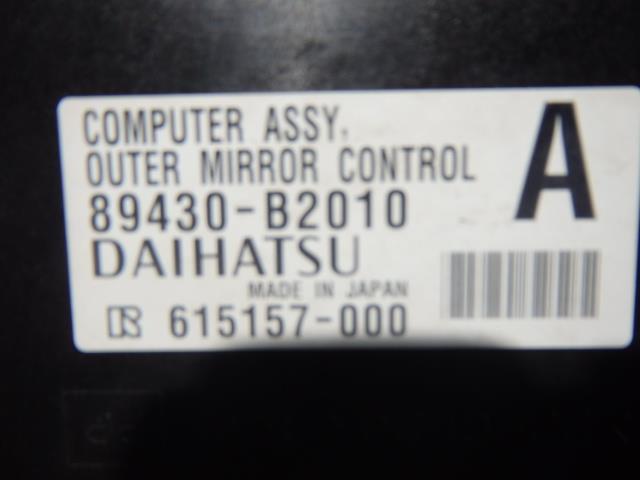 COMPUTER ASSY,
OUTER MIRROR CONTROL
A
89430-B2010
DAIHATSU
MADE IN JAPAN
615157-000